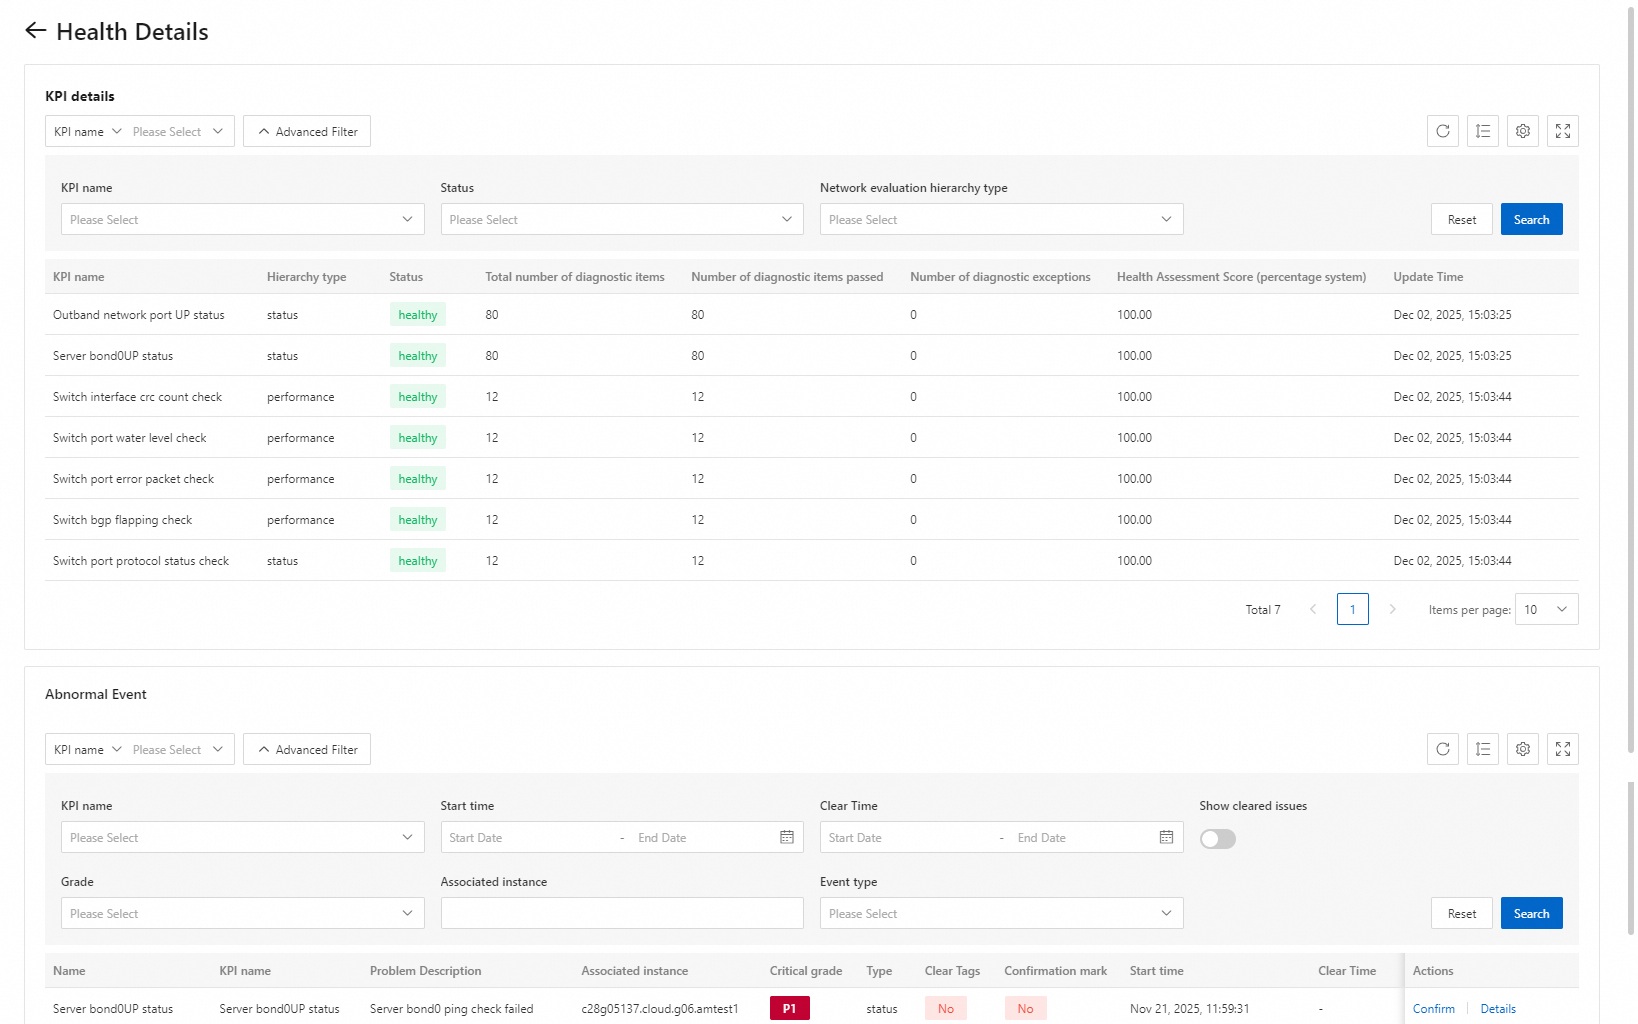 Health Details
KPI details
KPI name Please Select Advanced Filter
KPI name Status Network evaluation hierarchy type
Please Select Please Select Please Select Reset Search
KPI name Hierarchy type Status Total number of diagnostic items Number of diagnostic items passed Number of diagnostic exceptions Health Assessment Score (percentage system) Update Time
Outband network port UP status status healthy 80 80 0 100.00 Dec 02, 2025, 15:03:25
Server bond0UP status status healthy 80 80 0 100.00 Dec 02, 2025, 15:03:25
Switch interface crc count check performance healthy 12 12 0 100.00 Dec 02, 2025, 15:03:44
Switch port water level check performance healthy 12 12 0 100.00 Dec 02, 2025, 15:03:44
Switch port error packet check performance healthy 12 12 0 100.00 Dec 02, 2025, 15:03:44
Switch bgp flapping check performance healthy 12 12 0 100.00 Dec 02, 2025, 15:03:44
Switch port protocol status check status healthy 12 12 0 100.00 Dec 02, 2025, 15:03:44
Total 7 1 Items per page: 10
Abnormal Event
KPI name Please Select Advanced Filter
KPI name Start time Clear Time Show cleared issues
Please Select Start Date - End Date Start Date - End Date
Grade Associated instance Event type
Please Select Please Select Reset Search
Name KPI name Problem Description Associated instance Critical grade Type Clear Tags Confirmation mark Start time Clear Time Actions
Server bond0UP status Server bond0UP status Server bond0 ping check failed c28g05137.cloud.g06.amtest1 P1 status No No Nov 21, 2025, 11:59:31 - Confirm Details